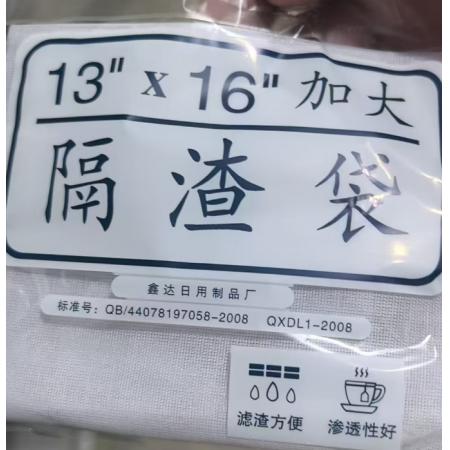 13" x 16" 加大
隔渣袋
鑫达日用制品厂
标准号：QB/44078197058-2008 QXDL1-2008
滤渣方便 渗透性好